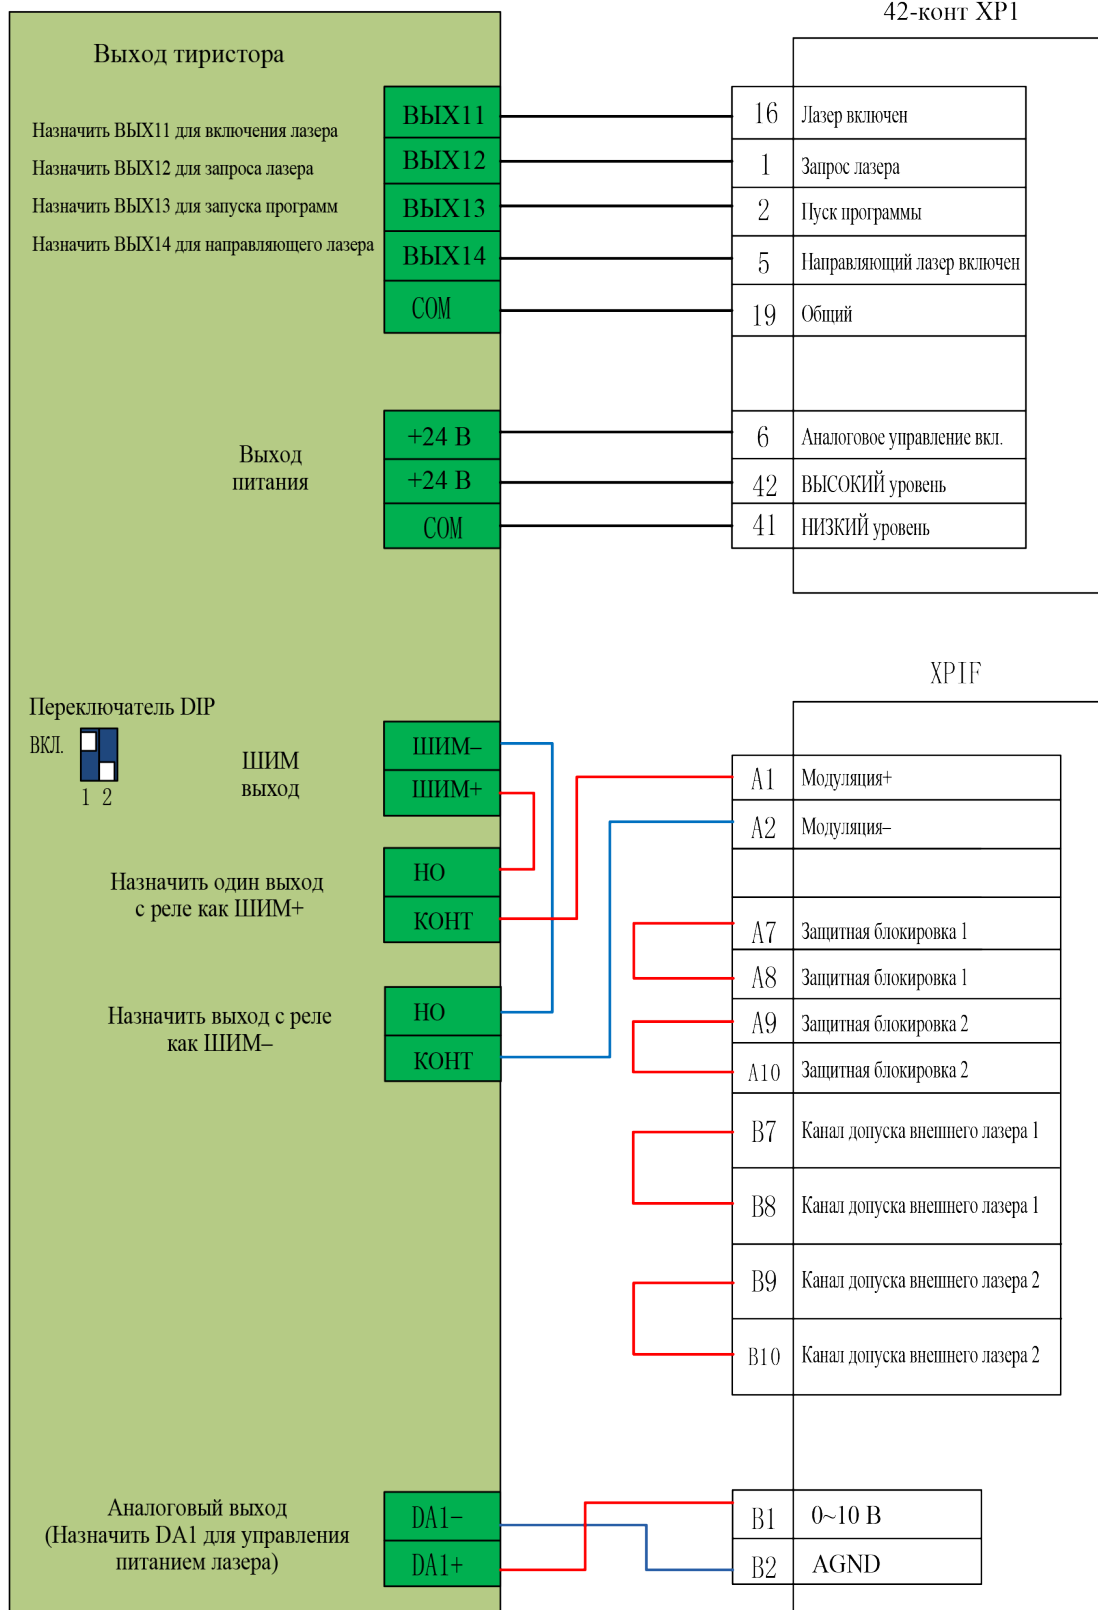 42-конт XP1
Выход тиристора
Назначить ВЫХ11 для включения лазера
Назначить ВЫХ12 для запроса лазера
Назначить ВЫХ13 для запуска программ
Назначить ВЫХ14 для направляющего лазера
ВЫХ11
ВЫХ12
ВЫХ13
ВЫХ14
COM
16 Лазер включен
1 Запрос лазера
2 Пуск программы
5 Направляющий лазер включен
19 Общий
Выход
питания
+24 В
+24 В
COM
6 Аналоговое управление вкл.
42 ВЫСОКИЙ уровень
41 НИЗКИЙ уровень
XPIF
Переключатель DIP
ВКЛ.
1 2
ШИМ
выход
ШИМ–
ШИМ+
Назначить один выход
с реле как ШИМ+
НО
КОНТ
Назначить выход с реле
как ШИМ–
НО
КОНТ
A1 Модуляция+
A2 Модуляция–
A7 Защитная блокировка 1
A8 Защитная блокировка 1
A9 Защитная блокировка 2
A10 Защитная блокировка 2
B7 Канал допуска внешнего лазера 1
B8 Канал допуска внешнего лазера 1
B9 Канал допуска внешнего лазера 2
B10 Канал допуска внешнего лазера 2
Аналоговый выход
(Назначить DA1 для управления
питанием лазера)
DA1–
DA1+
B1 0~10 В
B2 AGND